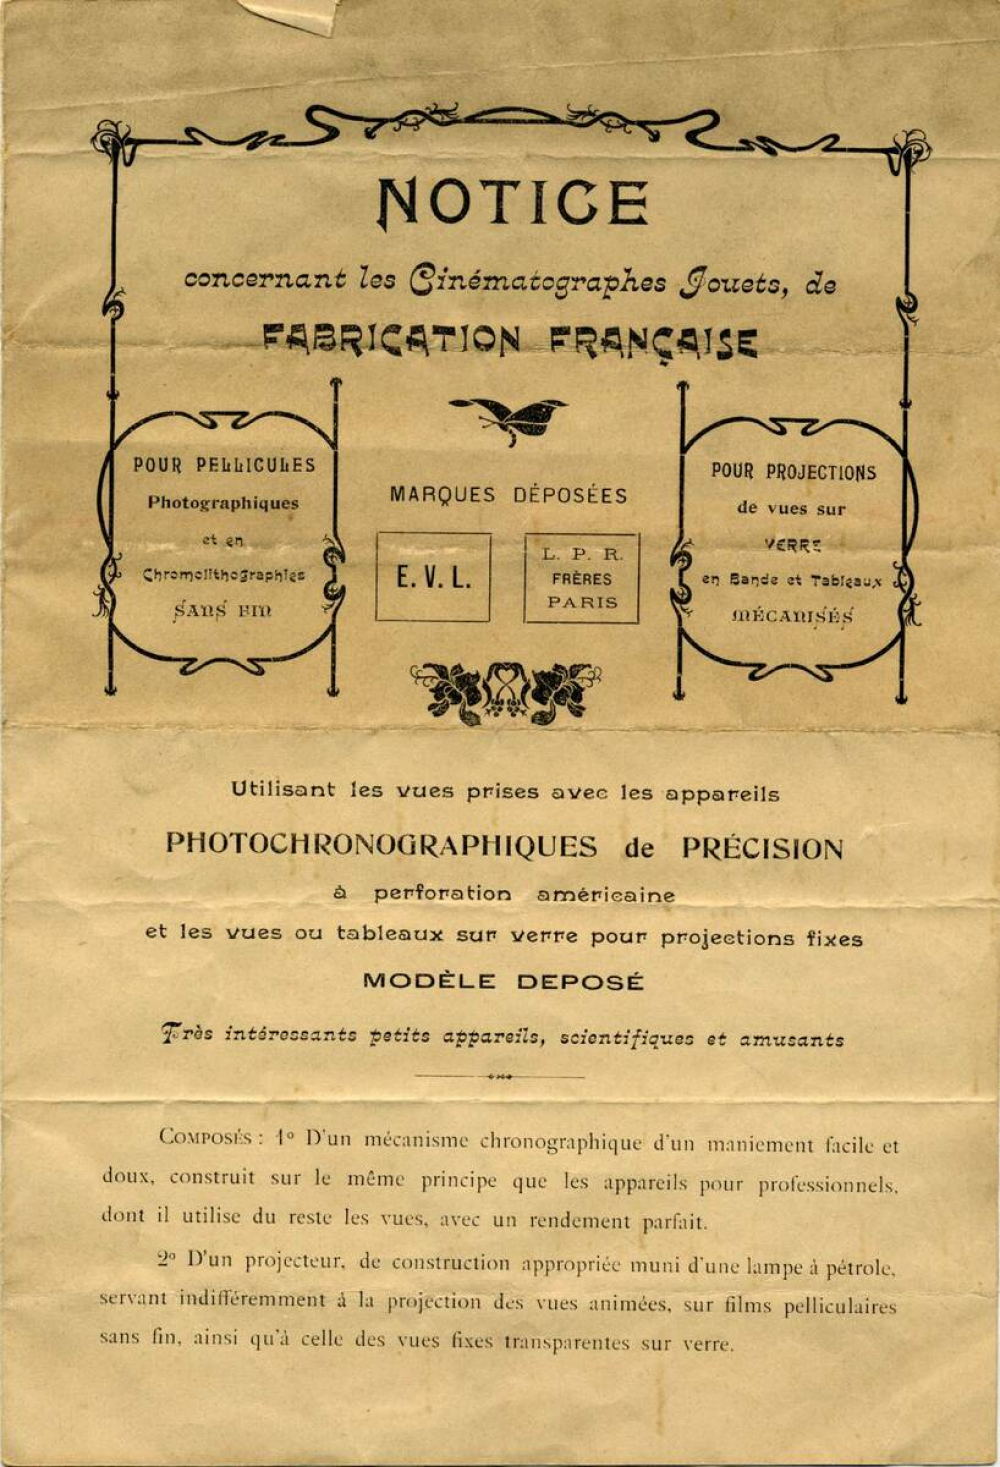 NOTICE
concernant les Cinématographes Jouets, de
FABRICATION FRANÇAISE
POUR PELLICULES
Photographiques
et en
Chromolithographies
SANS FIN
MARQUES DÉPOSÉES
E. V. L.
L. P. R.
FRÈRES
PARIS
POUR PROJECTIONS
de vues sur
VERRE
en Bande et Tableaux
MÉCANISÉS
Utilisant les vues prises avec les appareils
PHOTOCHRONOGRAPHIQUES de PRÉCISION
à perforation américaine
et les vues ou tableaux sur verre pour projections fixes
MODÈLE DEPOSÉ
Très intéressants petits appareils, scientifiques et amusants
COMPOSÉS : 1º D'un mécanisme chronographique d'un maniement facile et
doux, construit sur le même principe que les appareils pour professionnels,
dont il utilise du reste les vues, avec un rendement parfait.
2º D'un projecteur, de construction appropriée muni d'une lampe à pétrole,
servant indifféremment à la projection des vues animées, sur films pelliculaires
sans fin, ainsi qu'à celle des vues fixes transparentes sur verre.